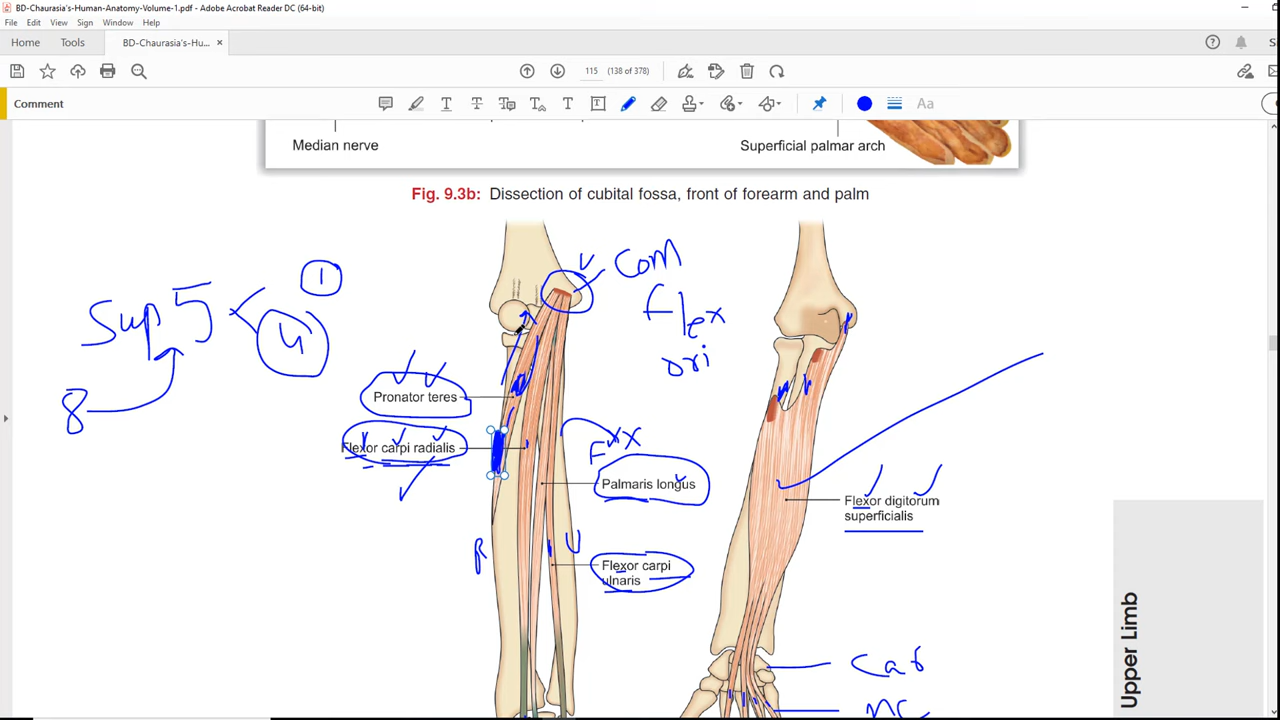 BD-Chaurasia's-Human-Anatomy-Volume-1.pdf - Adobe Acrobat Reader DC (64-bit)
File Edit View Sign Window Help
Home Tools BD-Chaurasia's-Hu... ×
115 (138 of 378)
Comment
Aa
Median nerve
Superficial palmar arch
Fig. 9.3b: Dissection of cubital fossa, front of forearm and palm
1
Com
Sup 5
4
Flex
ori
8
Pronator teres
Flexor carpi radialis
Palmaris longus
Flexor digitorum
superficialis
Flexor carpi
ulnaris
Upper Limb